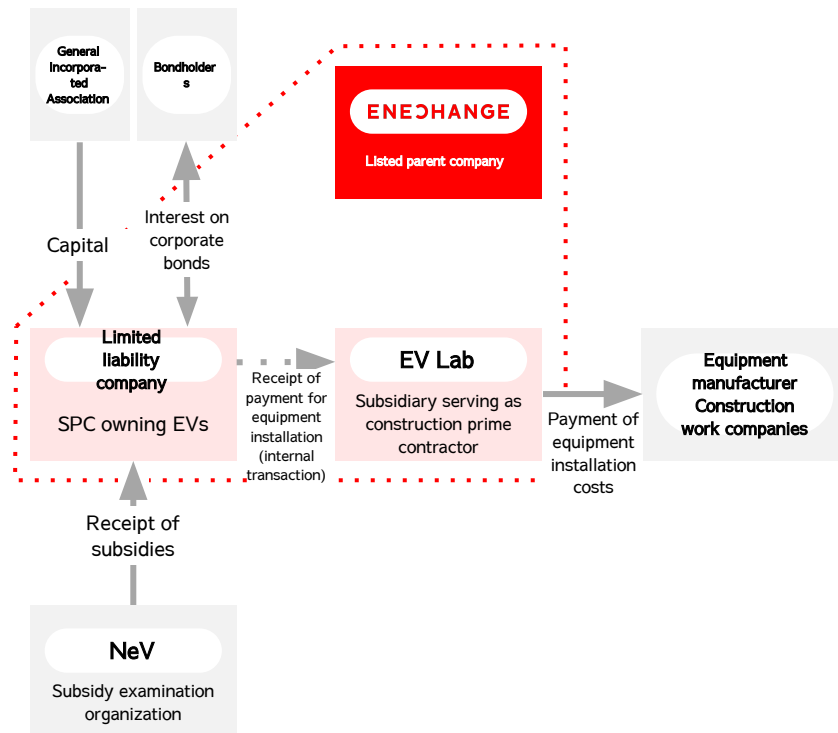 General
Incorpora-
ted
Association
Bondholder
s
ENECHANGE
Listed parent company
Capital
Interest on
corporate
bonds
Limited
liability
company
SPC owning EVs
Receipt of
payment for
equipment
installation
(internal
transaction)
EV Lab
Subsidiary serving as
construction prime
contractor
Payment of
equipment
installation
costs
Equipment
manufacturer
Construction
work companies
Receipt of
subsidies
NeV
Subsidy examination
organization